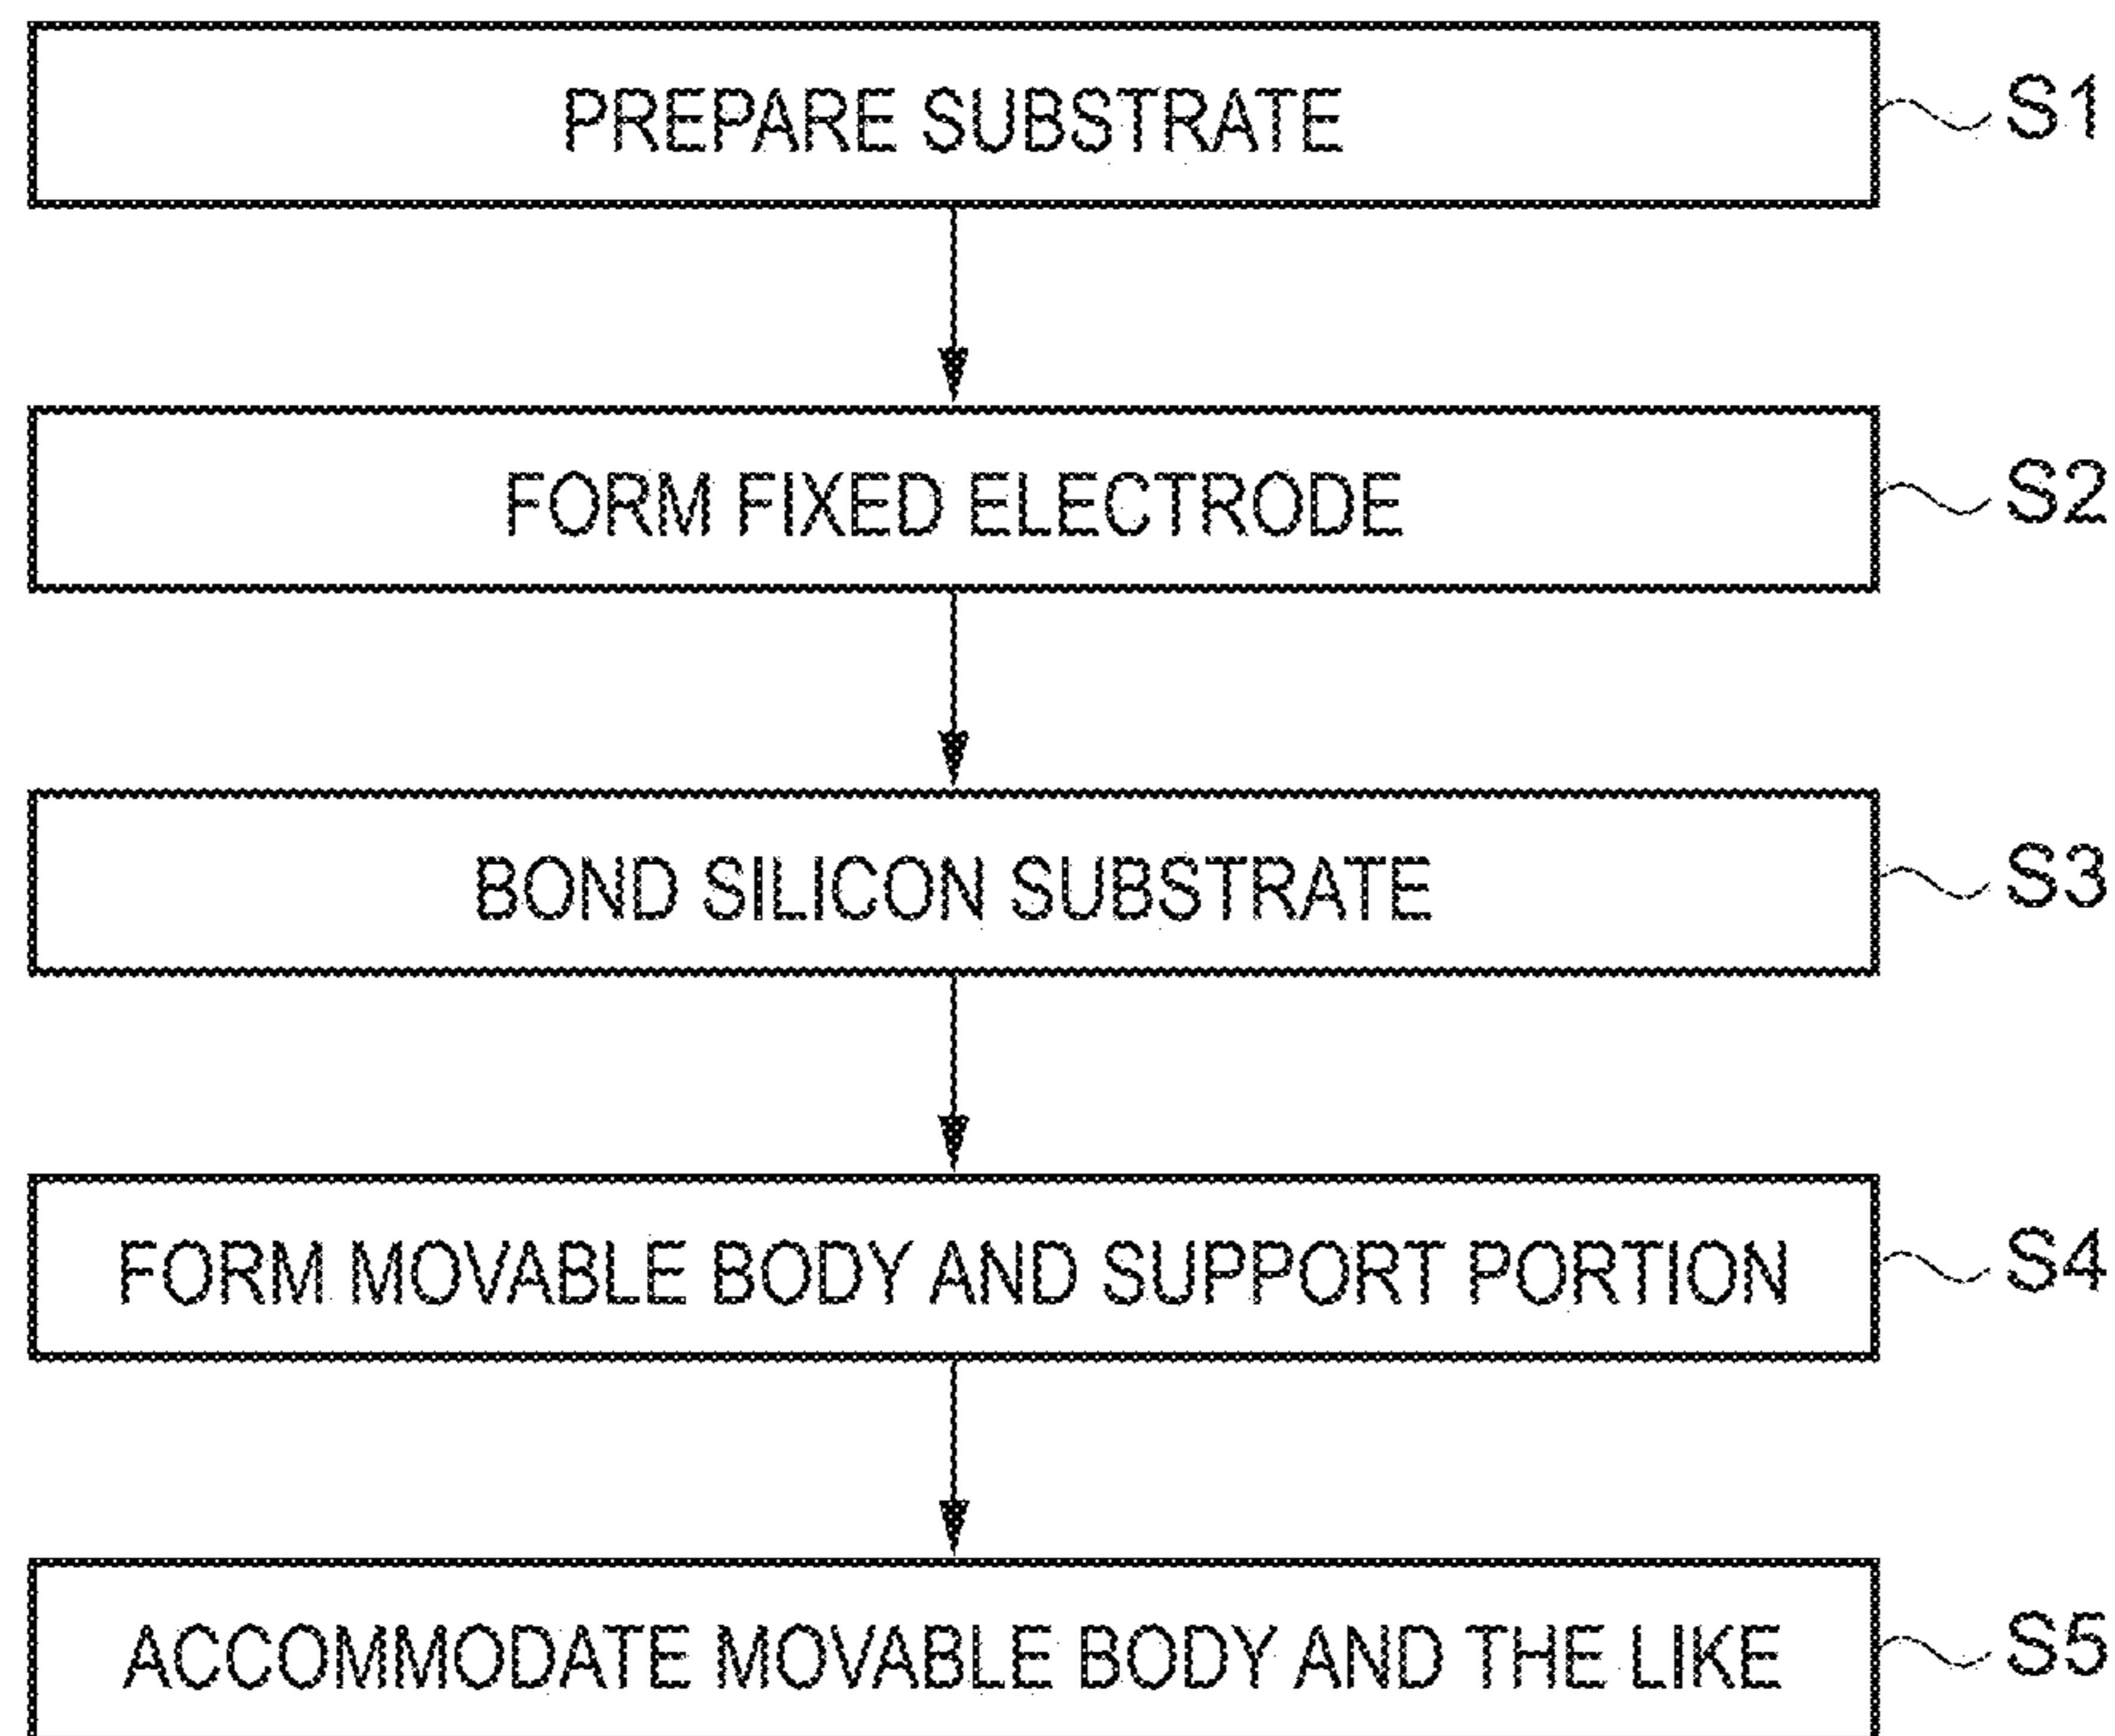 PREPARE SUBSTRATE S1
FORM FIXED ELECTRODE S2
BOND SILICON SUBSTRATE S3
FORM MOVABLE BODY AND SUPPORT PORTION S4
ACCOMMODATE MOVABLE BODY AND THE LIKE S5